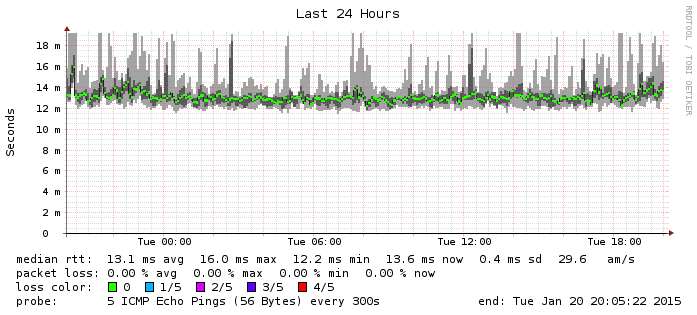 Last 24 Hours
RRDTOOL / TOBI OETIKER
Seconds
18 m
16 m
14 m
12 m
10 m
8 m
6 m
4 m
2 m
0
Tue 00:00 Tue 06:00 Tue 12:00 Tue 18:00
median rtt: 13.1 ms avg 16.0 ms max 12.2 ms min 13.6 ms now 0.4 ms sd 29.6 am/s
packet loss: 0.00 % avg 0.00 % max 0.00 % min 0.00 % now
loss color: 0 1/5 2/5 3/5 4/5
probe: 5 ICMP Echo Pings (56 Bytes) every 300s end: Tue Jan 20 20:05:22 2015